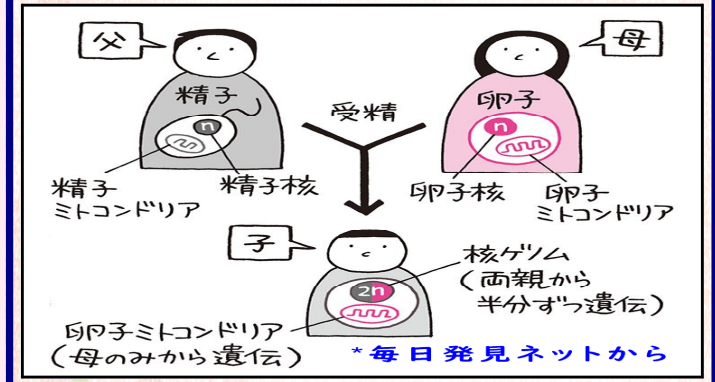 父
母
精子
卵子
受精
n
n
精子
ミトコンドリア
精子核
卵子核
卵子
ミトコンドリア
子
核ゲノム
(両親から
半分ずつ遺伝)
2n
卵子ミトコンドリア
(母のみから遺伝)
*毎日発見ネットから